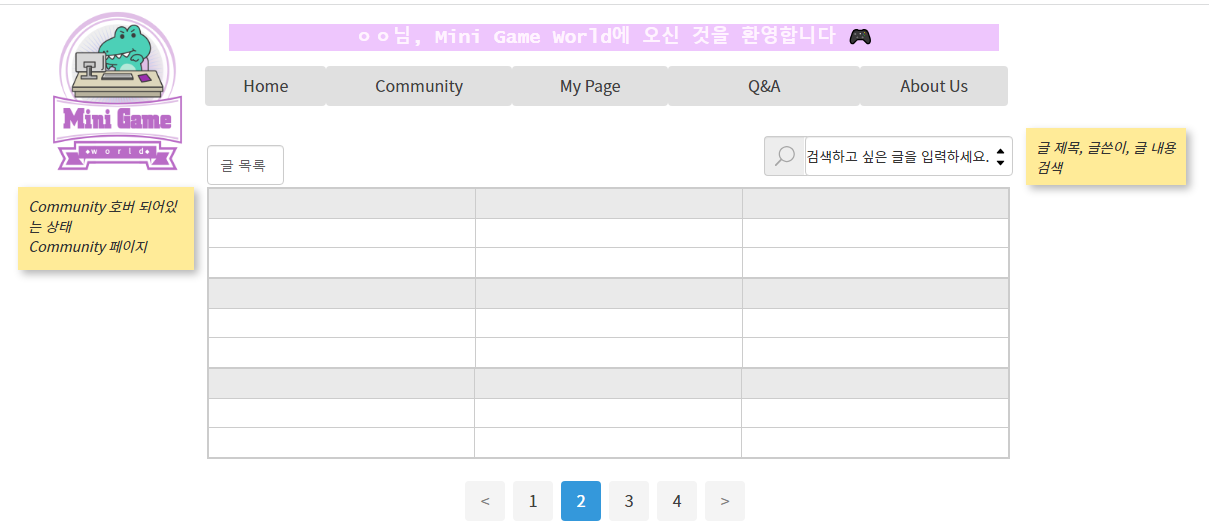 ㅇㅇ님, Mini Game World에 오신 것을 환영합니다
Mini Game
world
Home Community My Page Q&A About Us
글 목록
검색하고 싶은 글을 입력하세요.
글 제목, 글쓴이, 글 내용
검색
Community 호버 되어있
는 상태
Community 페이지
< 1 2 3 4 >